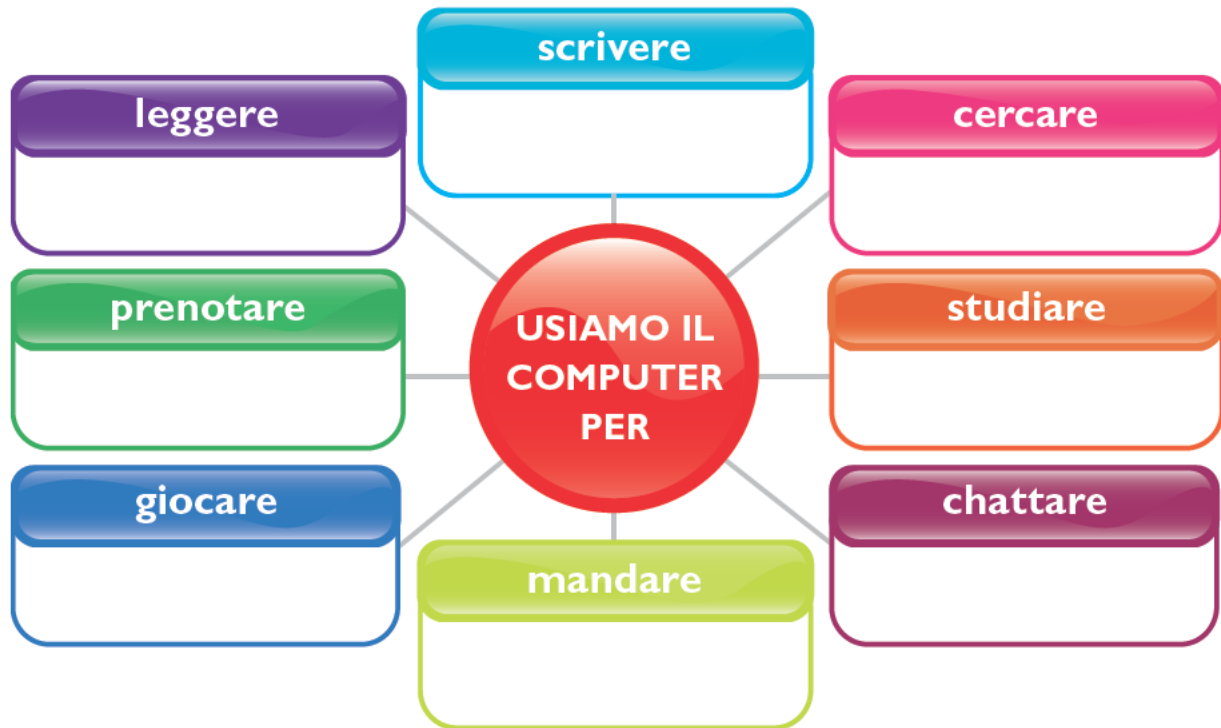 scrivere
leggere
cercare
prenotare
USIAMO IL
COMPUTER
PER
studiare
giocare
chattare
mandare